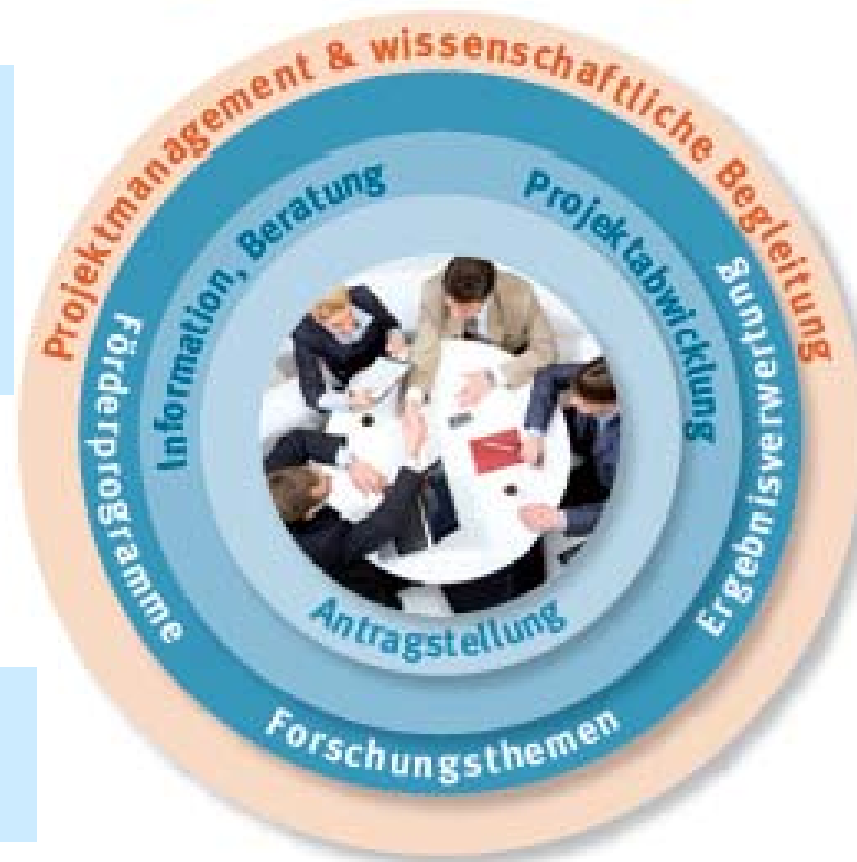 Projektmanagement & wissenschaftliche Begleitung
Förderprogramme
Forschungsthemen
Ergebnisverwertung
Information, Beratung
Projektabwicklung
Antragstellung